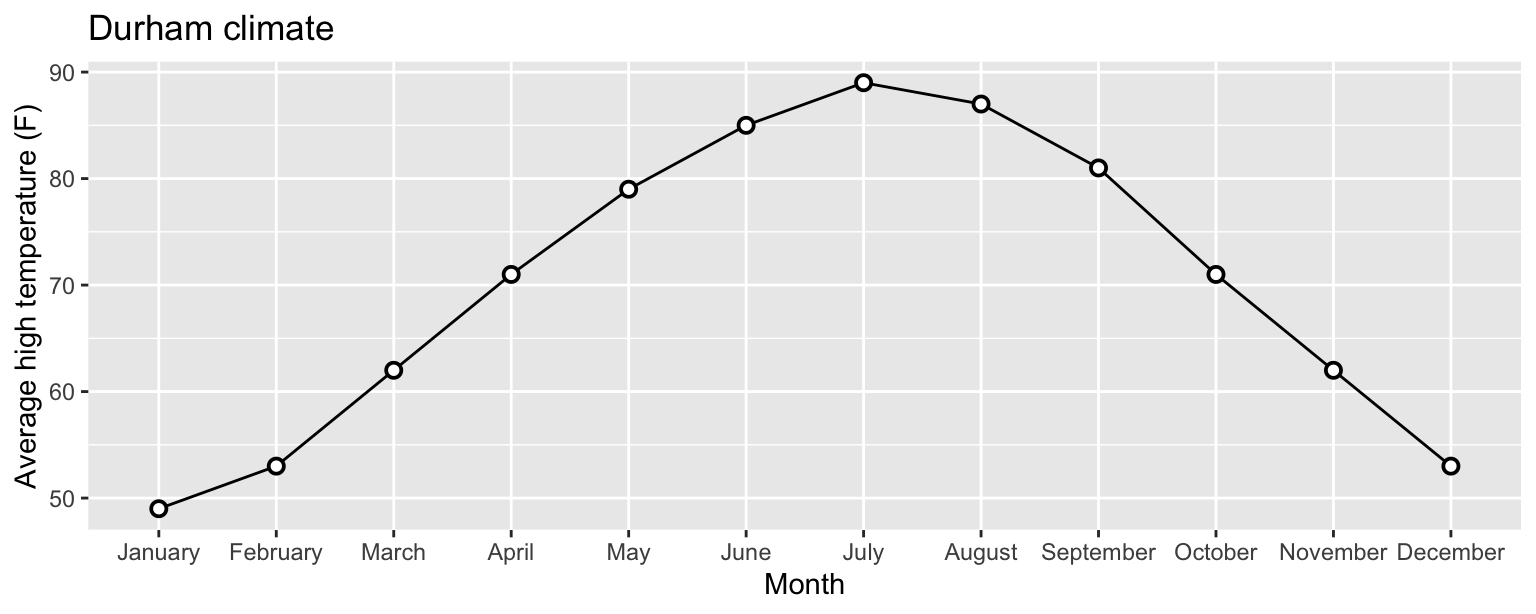 Durham climate
Average high temperature (F)
90
80
70
60
50
January February March April May June July August September October November December
Month